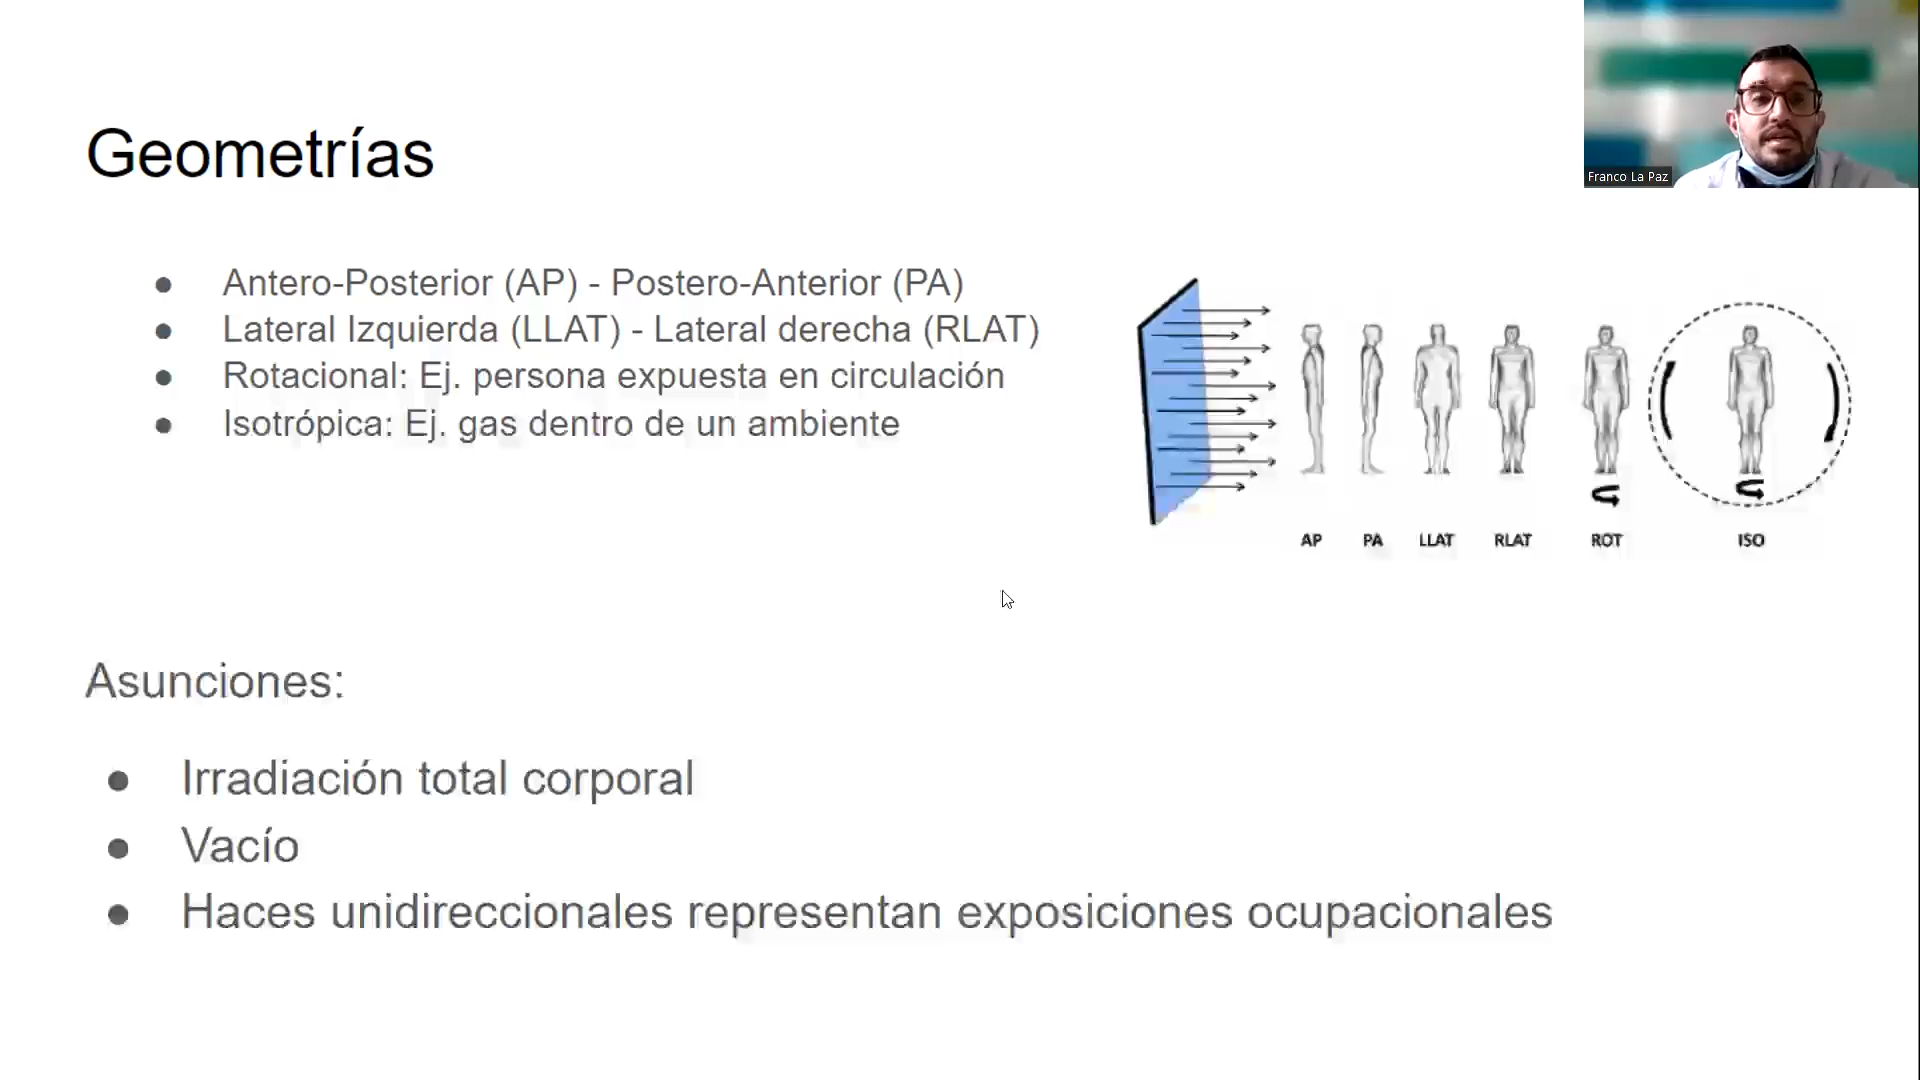 Geometrías
Franco La Paz
● Antero-Posterior (AP) - Postero-Anterior (PA)
● Lateral Izquierda (LLAT) - Lateral derecha (RLAT)
● Rotacional: Ej. persona expuesta en circulación
● Isotrópica: Ej. gas dentro de un ambiente
AP PA LLAT RLAT ROT ISO
Asunciones:
● Irradiación total corporal
● Vacío
● Haces unidireccionales representan exposiciones ocupacionales